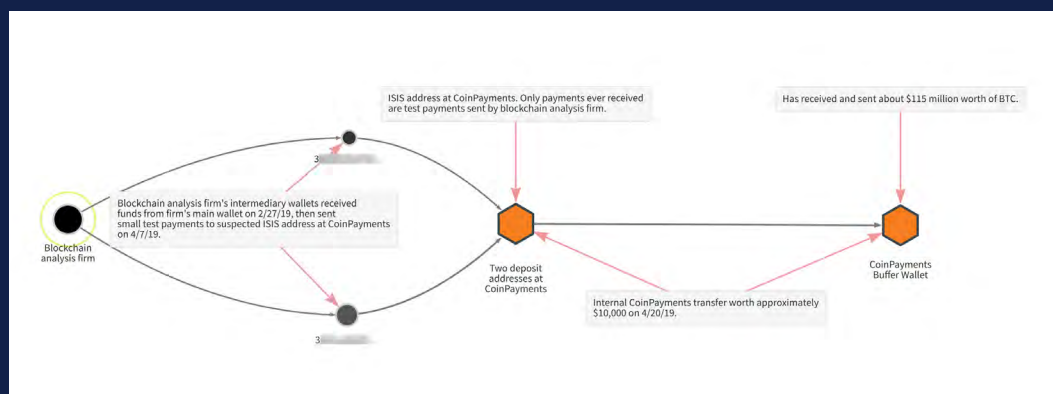 ISIS address at CoinPayments. Only payments ever received
are test payments sent by blockchain analysis firm.
Has received and sent about $115 million worth of BTC.
3
Blockchain analysis firm's intermediary wallets received
funds from firm's main wallet on 2/27/19, then sent
small test payments to suspected ISIS address at CoinPayments
on 4/7/19.
Blockchain
analysis firm
Two deposit
addresses at
CoinPayments
CoinPayments
Buffer Wallet
Internal CoinPayments transfer worth approximately
$10,000 on 4/20/19.
3